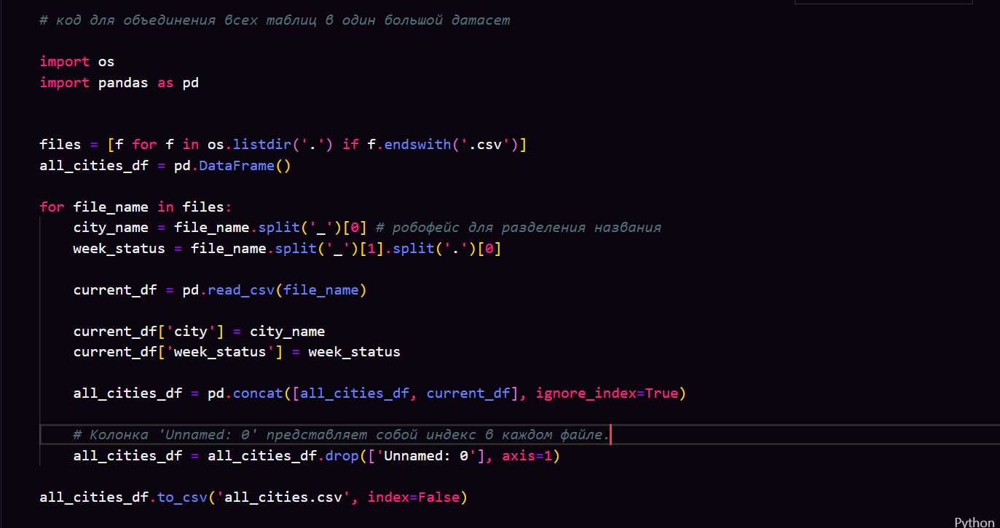 # код для объединения всех таблиц в один большой датасет
import os
import pandas as pd
files = [f for f in os.listdir('.') if f.endswith('.csv')]
all_cities_df = pd.DataFrame()
for file_name in files:
city_name = file_name.split('_')[0] # робофейс для разделения названия
week_status = file_name.split('_')[1].split('.')[0]
current_df = pd.read_csv(file_name)
current_df['city'] = city_name
current_df['week_status'] = week_status
all_cities_df = pd.concat([all_cities_df, current_df], ignore_index=True)
# Колонка 'Unnamed: 0' представляет собой индекс в каждом файле.
all_cities_df = all_cities_df.drop(['Unnamed: 0'], axis=1)
all_cities_df.to_csv('all_cities.csv', index=False)
Python